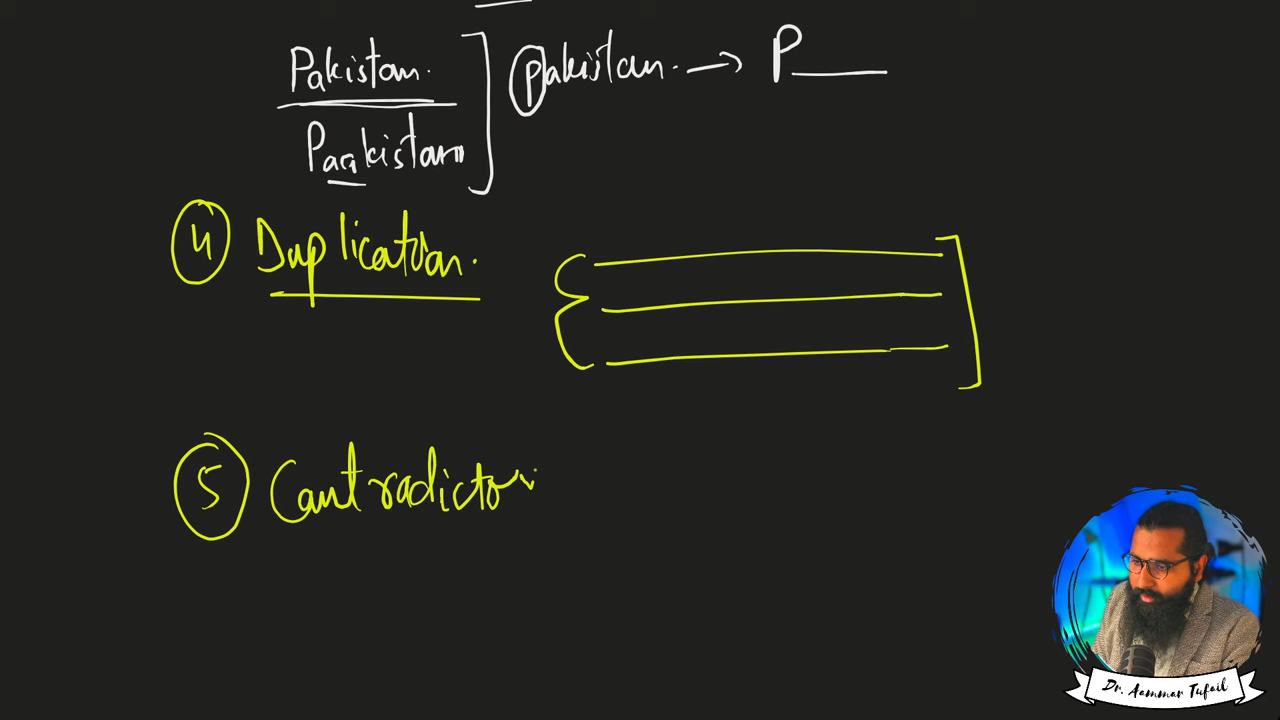 Pakistan. pakistan. → P
Paakistan
4 Duplication.
5 Contradictor
Dr. Aammar Tufail